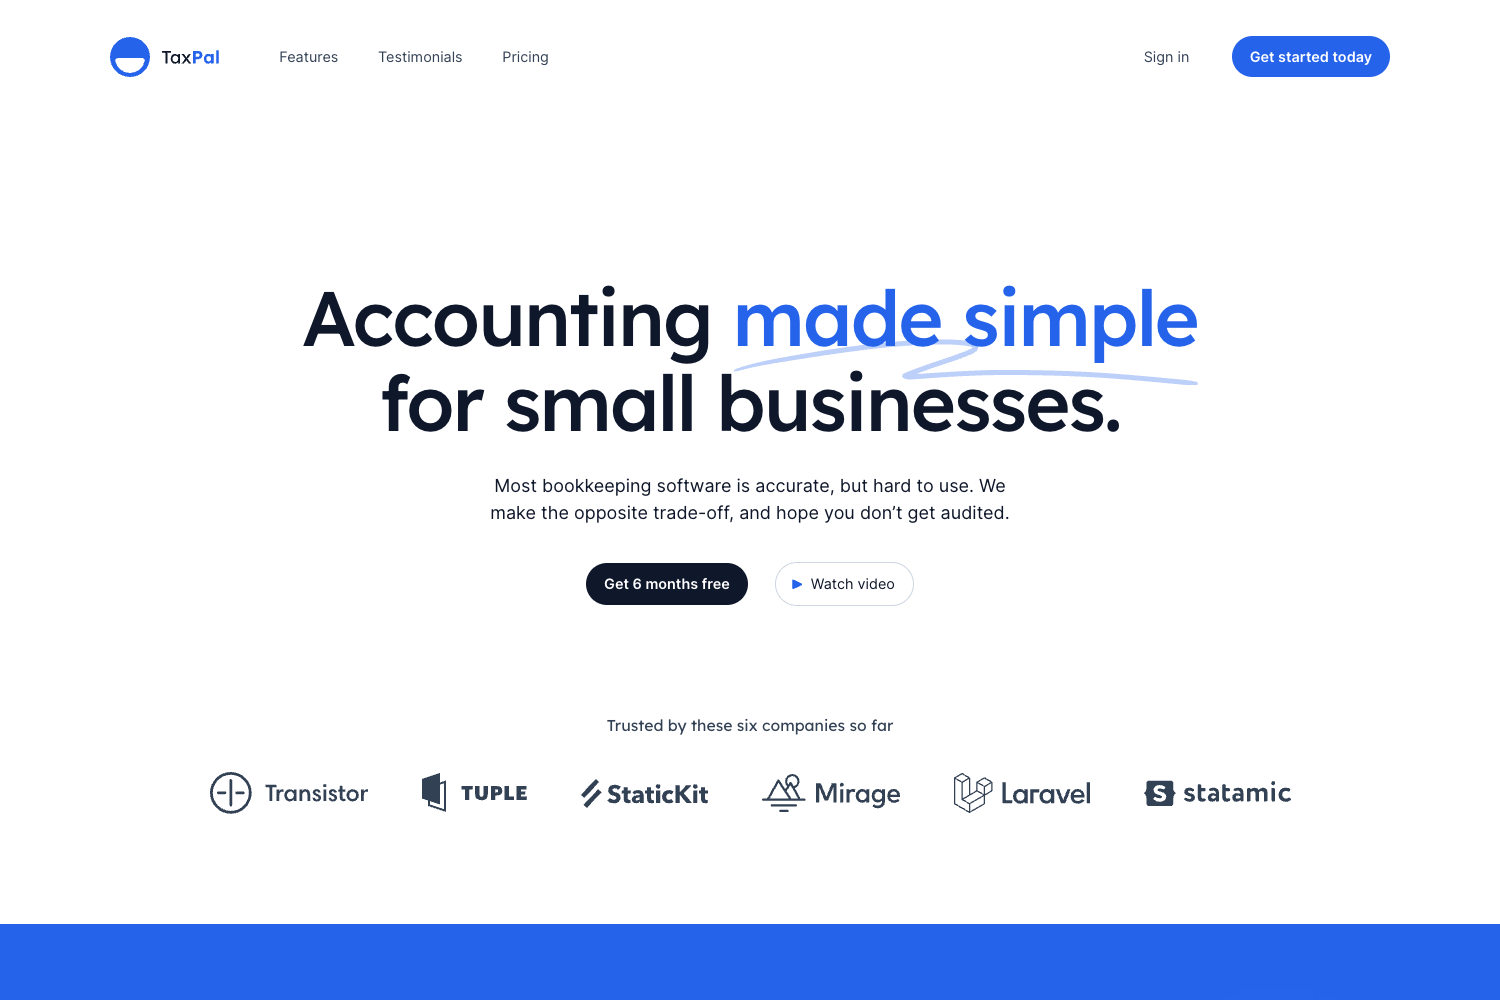 TaxPal
Features
Testimonials
Pricing
Sign in
Get started today
Accounting made simple
for small businesses.
Most bookkeeping software is accurate, but hard to use. We
make the opposite trade-off, and hope you don’t get audited.
Get 6 months free
Watch video
Trusted by these six companies so far
Transistor
TUPLE
StaticKit
Mirage
Laravel
S statamic